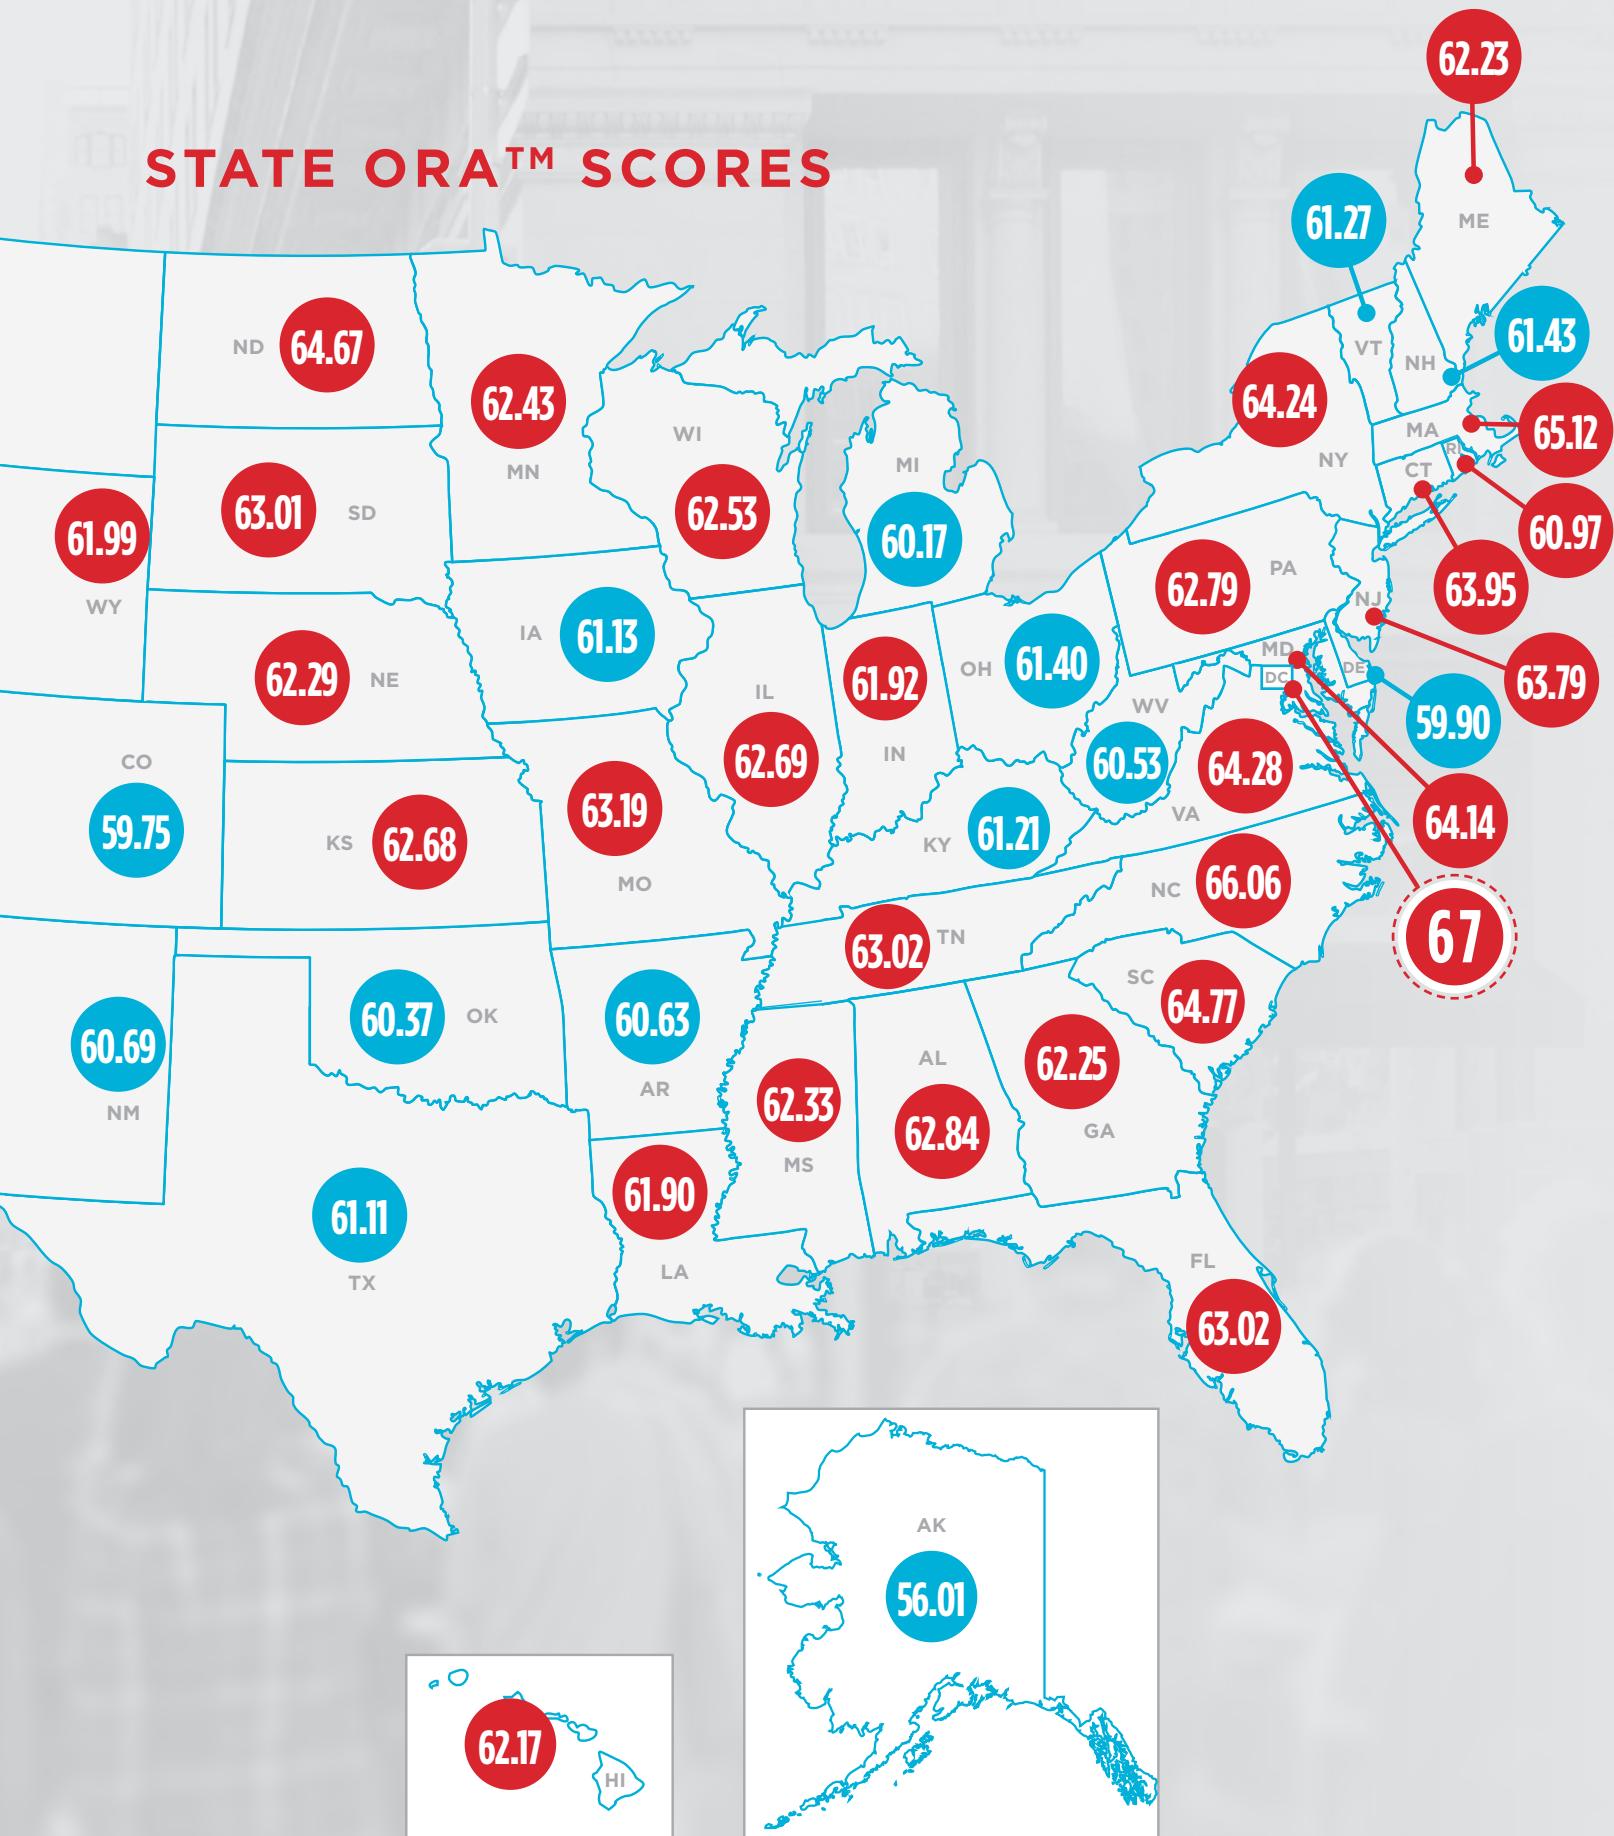 STATE ORA™ SCORES
62.23
ME
61.27
VT
NH
61.43
ND
64.67
62.43
MN
WI
62.53
MI
60.17
64.24
NY
MA
65.12
RI
60.97
CT
63.95
61.99
WY
63.01
SD
62.79
PA
NJ
63.79
IA
61.13
62.29
NE
IL
62.69
61.92
IN
OH
61.40
MD
DC
DE
59.90
WV
60.53
64.28
VA
64.14
67
CO
59.75
KS
62.68
63.19
MO
KY
61.21
NC
66.06
63.02
TN
SC
64.77
60.69
NM
60.37
OK
60.63
AR
62.33
MS
AL
62.84
62.25
GA
61.11
TX
61.90
LA
FL
63.02
AK
56.01
62.17
HI